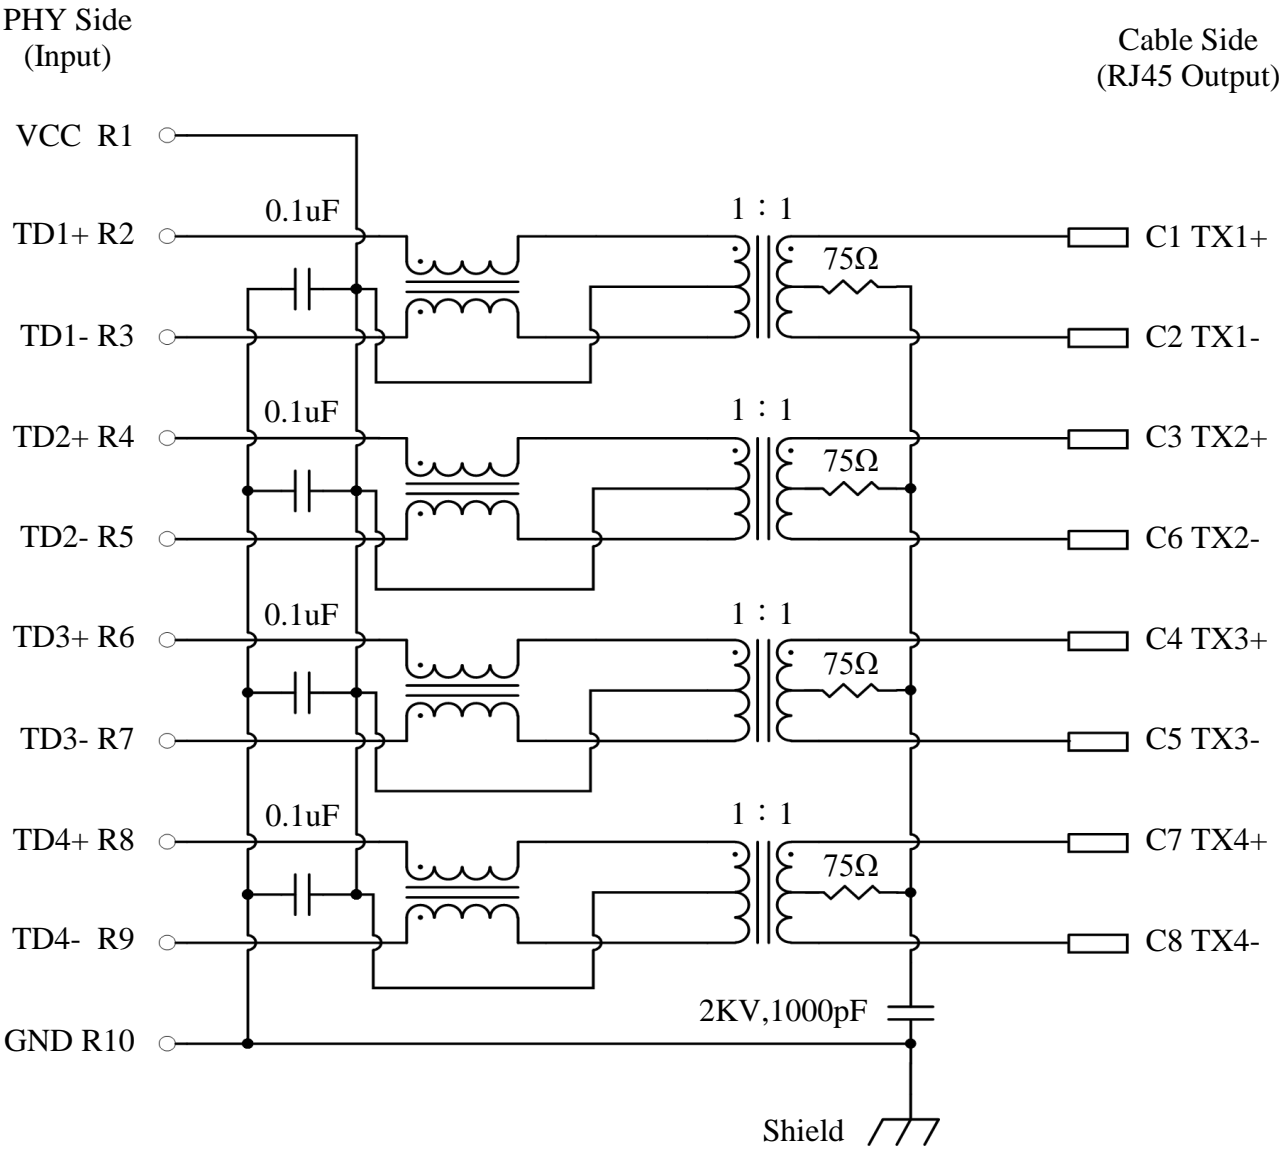 PHY Side
(Input)
Cable Side
(RJ45 Output)
VCC R1
0.1uF
1 : 1
TD1+ R2
C1 TX1+
75Ω
TD1- R3
C2 TX1-
0.1uF
1 : 1
TD2+ R4
C3 TX2+
75Ω
TD2- R5
C6 TX2-
0.1uF
1 : 1
TD3+ R6
C4 TX3+
75Ω
TD3- R7
C5 TX3-
0.1uF
1 : 1
TD4+ R8
C7 TX4+
75Ω
TD4- R9
C8 TX4-
2KV,1000pF
GND R10
Shield